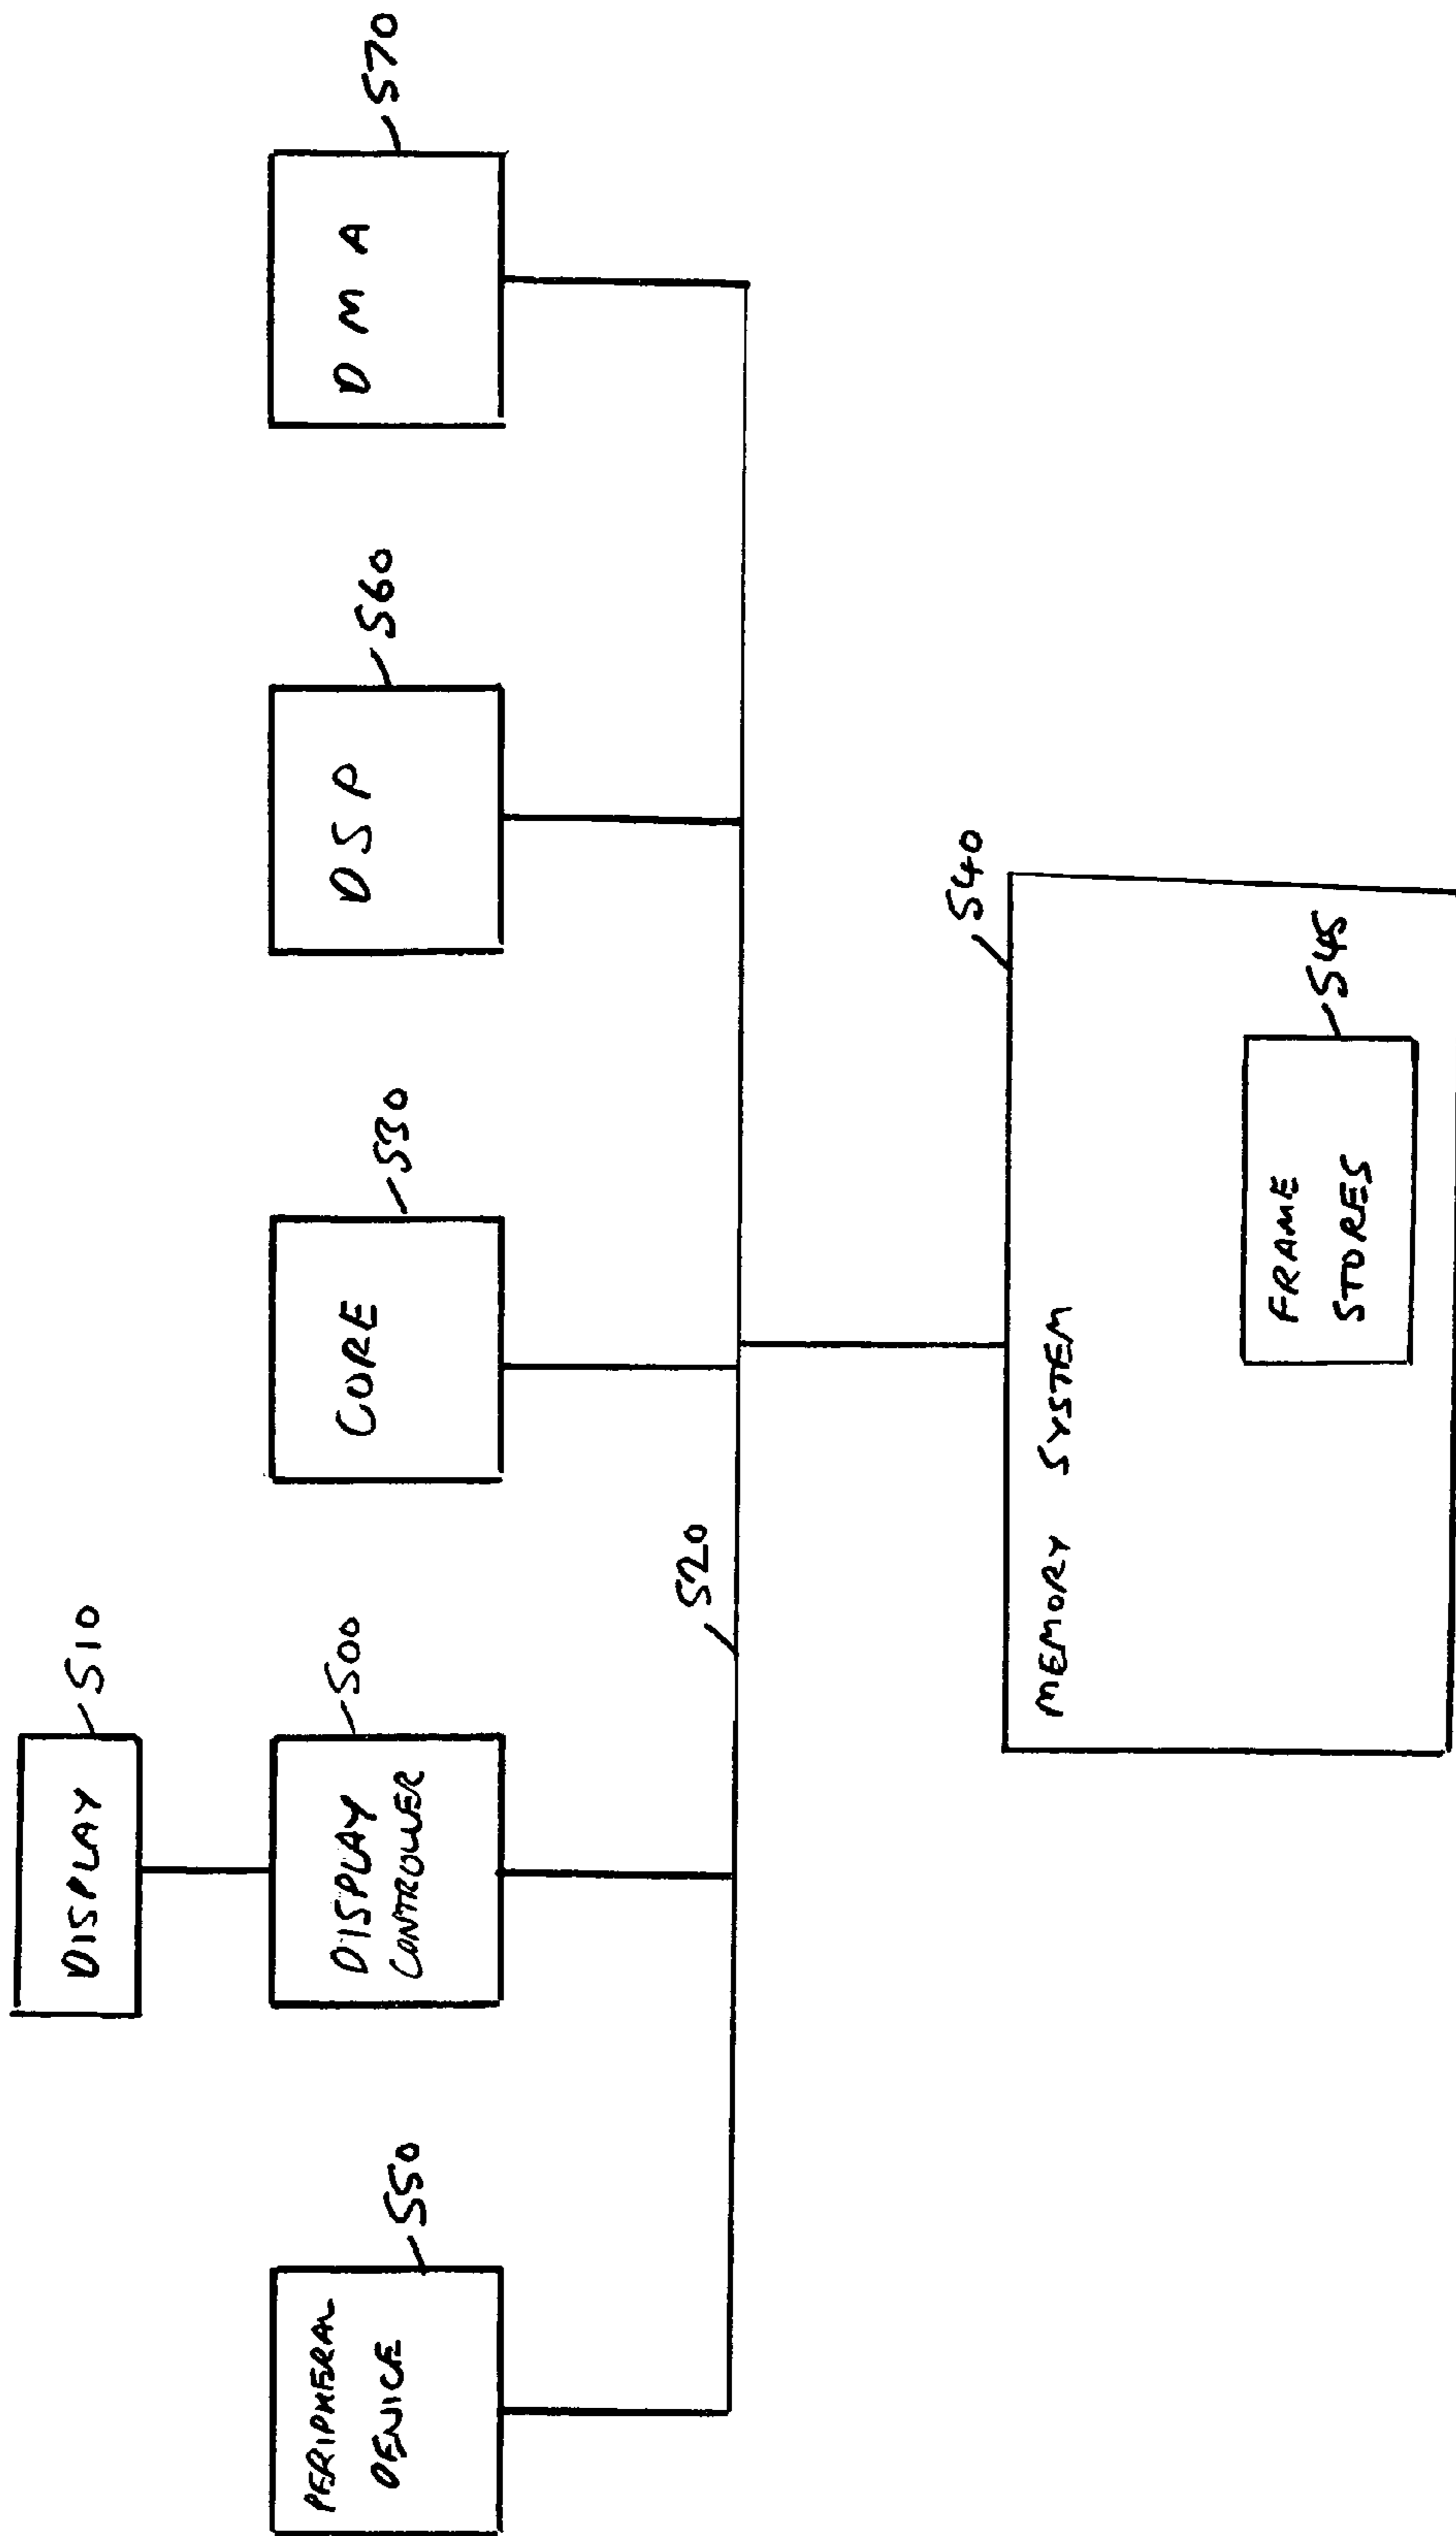 DISPLAY
510
PERIPHERAL
DEVICE
550
DISPLAY
CONTROLLER
500
CORE
530
DSP
560
DMA
570
520
MEMORY SYSTEM
540
FRAME
STORES
545